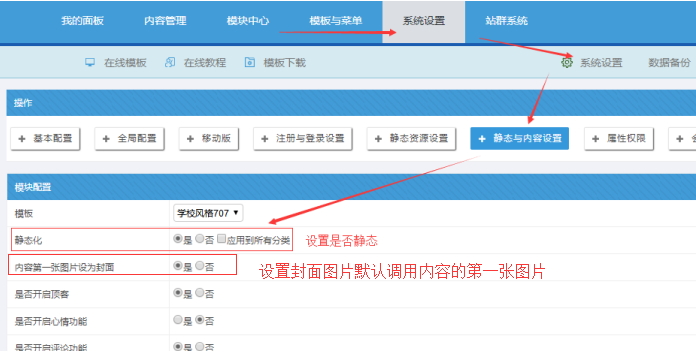 我的面板 内容管理 模块中心 模板与菜单 系统设置 站群系统
在线模板 在线教程 模板下载 系统设置 数据备份
操作
+ 基本配置 + 全局配置 + 移动版 + 注册与登录设置 + 静态资源设置 + 静态与内容设置 + 属性权限 +
模块配置
模板 学校风格707
静态化 是 否 应用到所有分类 设置是否静态
内容第一张图片设为封面 是 否 设置封面图片默认调用内容的第一张图片
是否开启顶客 是 否
是否开启心情功能 是 否
是否开启评论功能 是 否